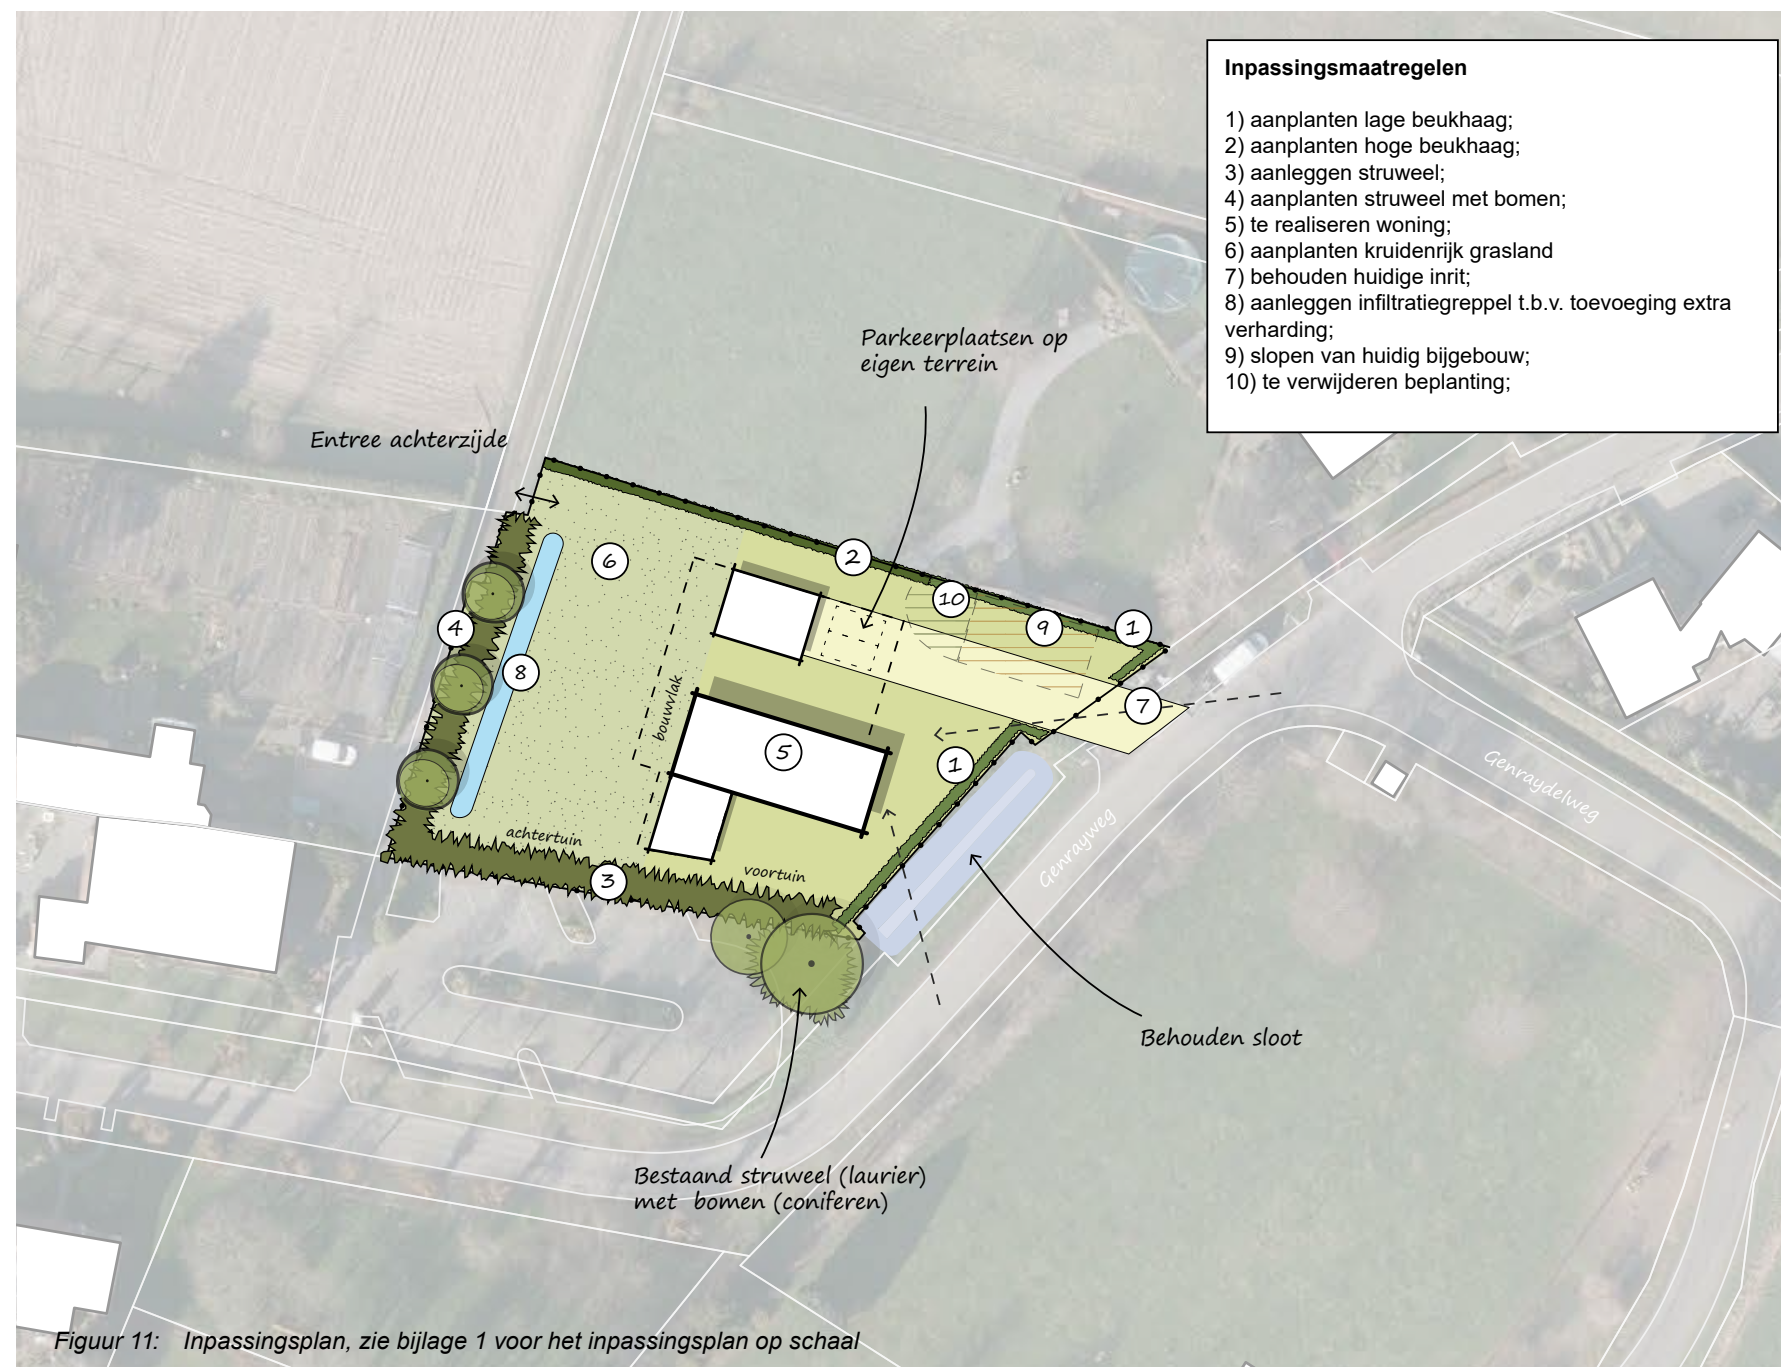 Inpassingsmaatregelen
1) aanplanten lage beukhaag;
2) aanplanten hoge beukhaag;
3) aanleggen struweel;
4) aanplanten struweel met bomen;
5) te realiseren woning;
6) aanplanten kruidenrijk grasland
7) behouden huidige inrit;
8) aanleggen infiltratiegreppel t.b.v. toevoeging extra
verharding;
9) slopen van huidig bijgebouw;
10) te verwijderen beplanting;
Parkeerplaatsen op
eigen terrein
Entree achterzijde
2
6
10
9
1
4
8
bouwvlak
7
5
1
Genraydelweg
achtertuin
voortuin
3
Genrayweg
Behouden sloot
Bestaand struweel (laurier)
met bomen (coniferen)
Figuur 11: Inpassingsplan, zie bijlage 1 voor het inpassingsplan op schaal